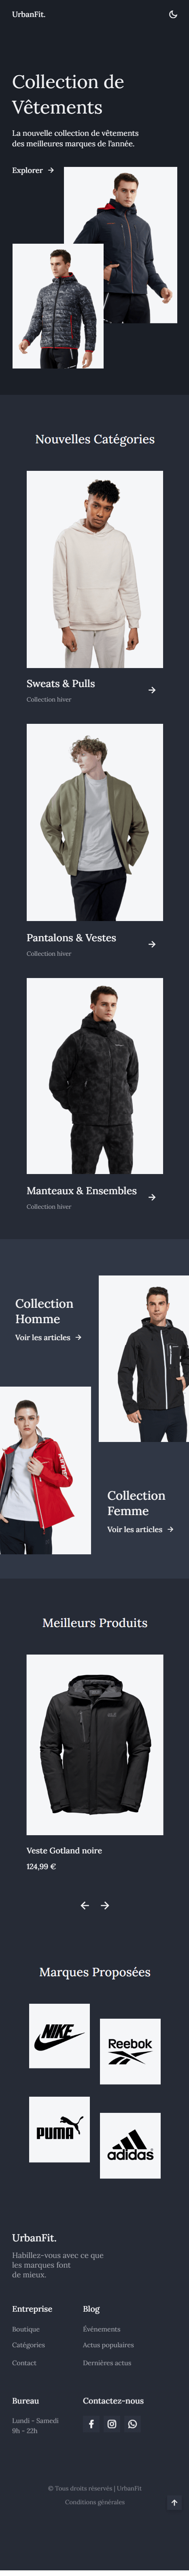 UrbanFit.
Collection de
Vêtements
La nouvelle collection de vêtements
des meilleures marques de l'année.
Explorer
Nouvelles Catégories
Sweats & Pulls
Collection hiver
Pantalons & Vestes
Collection hiver
Manteaux & Ensembles
Collection hiver
Collection
Homme
Voir les articles
Collection
Femme
Voir les articles
Meilleurs Produits
Veste Gotland noire
124,99 €
Marques Proposées
NIKE
Reebok
PUMA
adidas
UrbanFit.
Habillez-vous avec ce que
les marques font
de mieux.
Entreprise
Boutique
Catégories
Contact
Blog
Événements
Actus populaires
Dernières actus
Bureau
Lundi - Samedi
9h - 22h
Contactez-nous
© Tous droits réservés | UrbanFit
Conditions générales